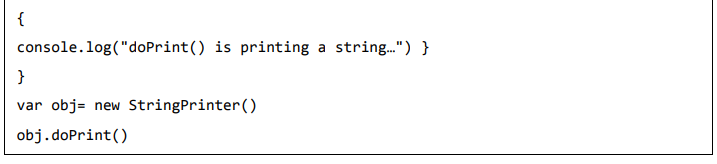 {
console.log("doPrint() is printing a string…") }
}
var obj= new StringPrinter()
obj.doPrint()